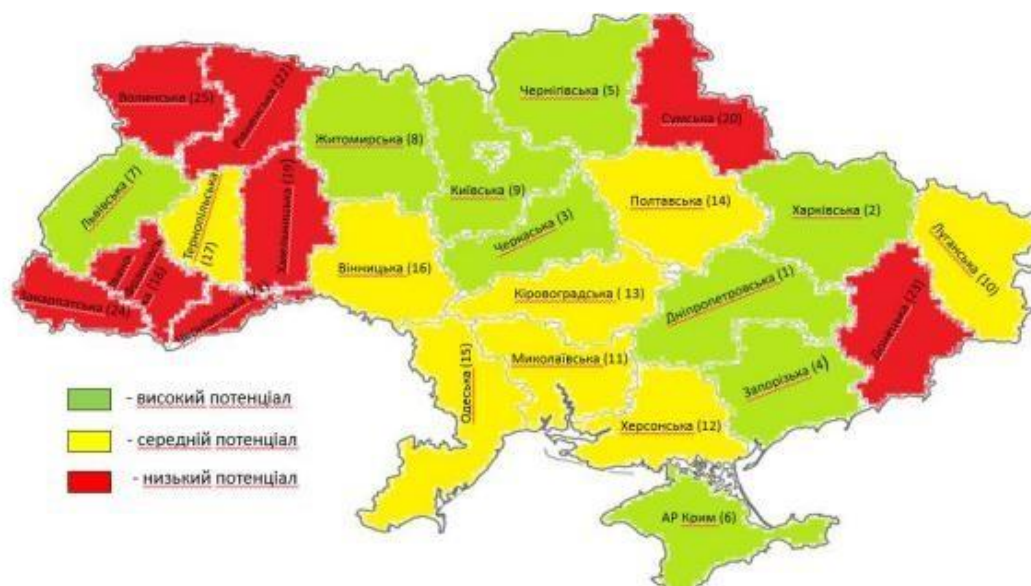 Чернігівська (5)
Волинська (25)
Сумська (20)
Житомирська (8)
Львівська (7)
Київська (9)
Полтавська (14)
Харківська (2)
Тернопільська
(17)
Хмельницька (19)
Черкаська (3)
Луганська (10)
Вінницька (16)
Кіровоградська ( 13)
Дніпропетровська (1)
Донецька (23)
Закарпатська (24)
(18)
Миколаївська (11)
Запорізька (4)
Одеська (15)
Херсонська (12)
АР Крим (6)
- високий потенціал
- середній потенціал
- низький потенціал